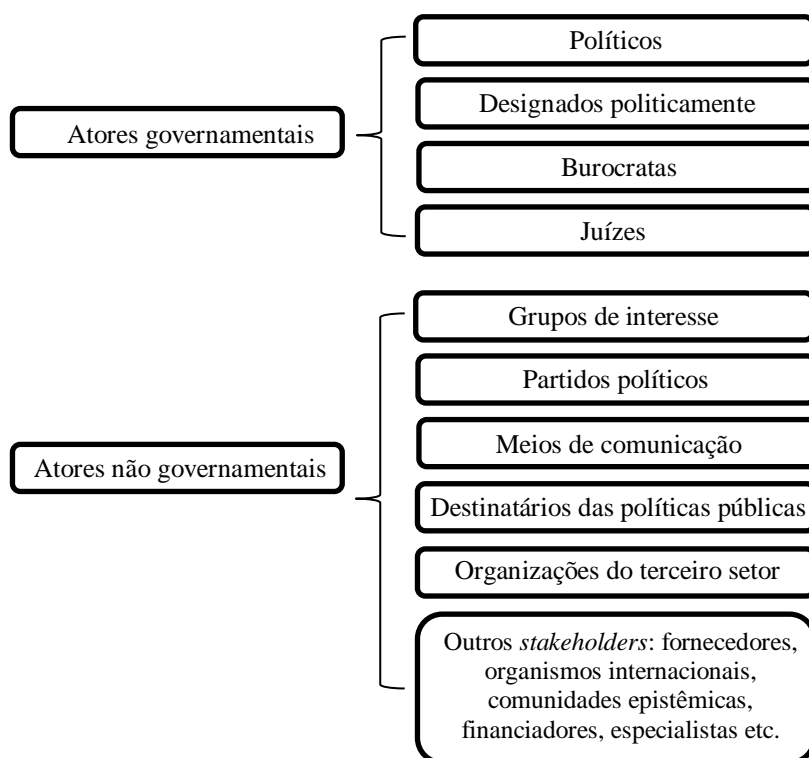 Atores governamentais
Políticos
Designados politicamente
Burocratas
Juízes
Atores não governamentais
Grupos de interesse
Partidos políticos
Meios de comunicação
Destinatários das políticas públicas
Organizações do terceiro setor
Outros stakeholders: fornecedores,
organismos internacionais,
comunidades epistêmicas,
financiadores, especialistas etc.